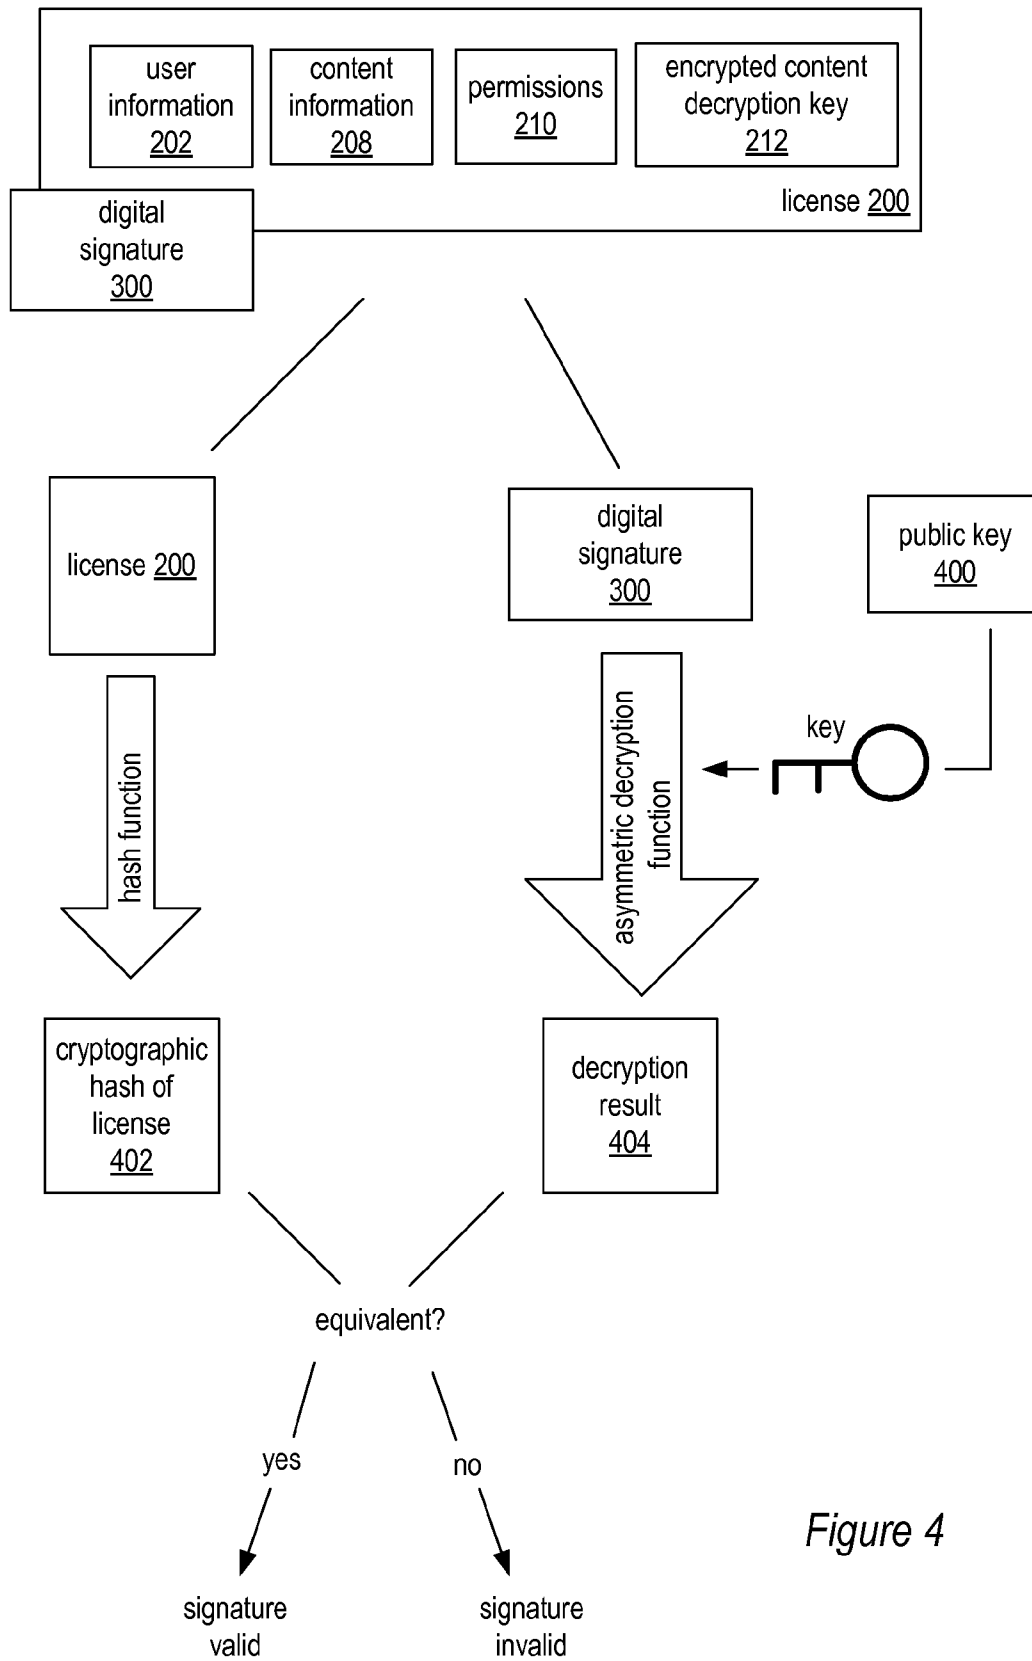 user
information
202
content
information
208
permissions
210
encrypted content
decryption key
212
license 200
digital
signature
300
license 200
digital
signature
300
public key
400
key
hash function
asymmetric decryption
function
cryptographic
hash of
license
402
decryption
result
404
equivalent?
yes
no
signature
valid
signature
invalid
Figure 4